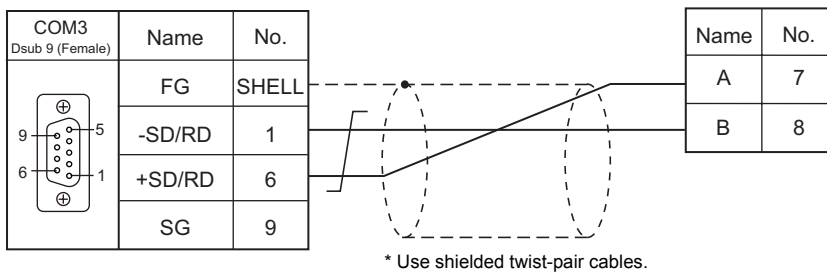 COM3
Dsub 9 (Female)
Name No.
FG SHELL
-SD/RD 1
+SD/RD 6
SG 9
9 5
6 1
Name No.
A 7
B 8
* Use shielded twist-pair cables.